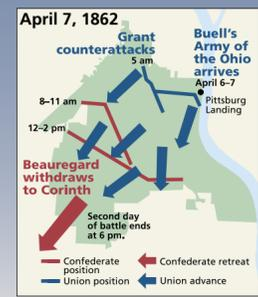 April 7, 1862
Grant
counterattacks
5 am
Buell's
Army of
the Ohio
arrives
April 6–7
Pittsburg
Landing
8–11 am
12–2 pm
Beauregard
withdraws
to Corinth
Second day
of battle ends
at 6 pm.
Confederate
position
Confederate retreat
Union position
Union advance